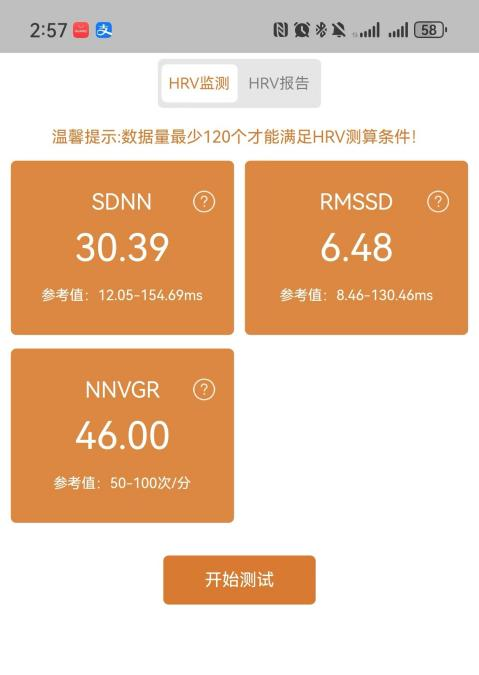 2:57
58
HRV监测
HRV报告
温馨提示:数据量最少120个才能满足HRV测算条件！
SDNN ?
30.39
参考值：12.05-154.69ms
RMSSD ?
6.48
参考值：8.46-130.46ms
NNVGR ?
46.00
参考值：50-100次/分
开始测试